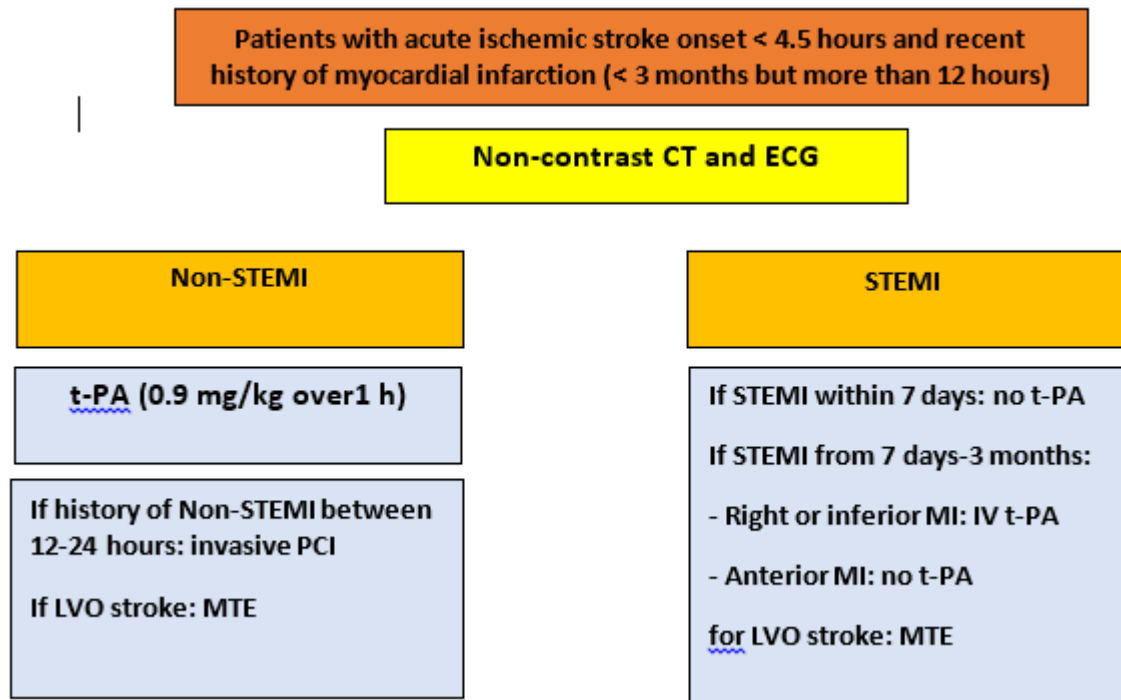 Patients with acute ischemic stroke onset < 4.5 hours and recent
history of myocardial infarction (< 3 months but more than 12 hours)
Non-contrast CT and ECG
Non-STEMI
STEMI
t-PA (0.9 mg/kg over1 h)
If history of Non-STEMI between
12-24 hours: invasive PCI
If LVO stroke: MTE
If STEMI within 7 days: no t-PA
If STEMI from 7 days-3 months:
- Right or inferior MI: IV t-PA
- Anterior MI: no t-PA
for LVO stroke: MTE